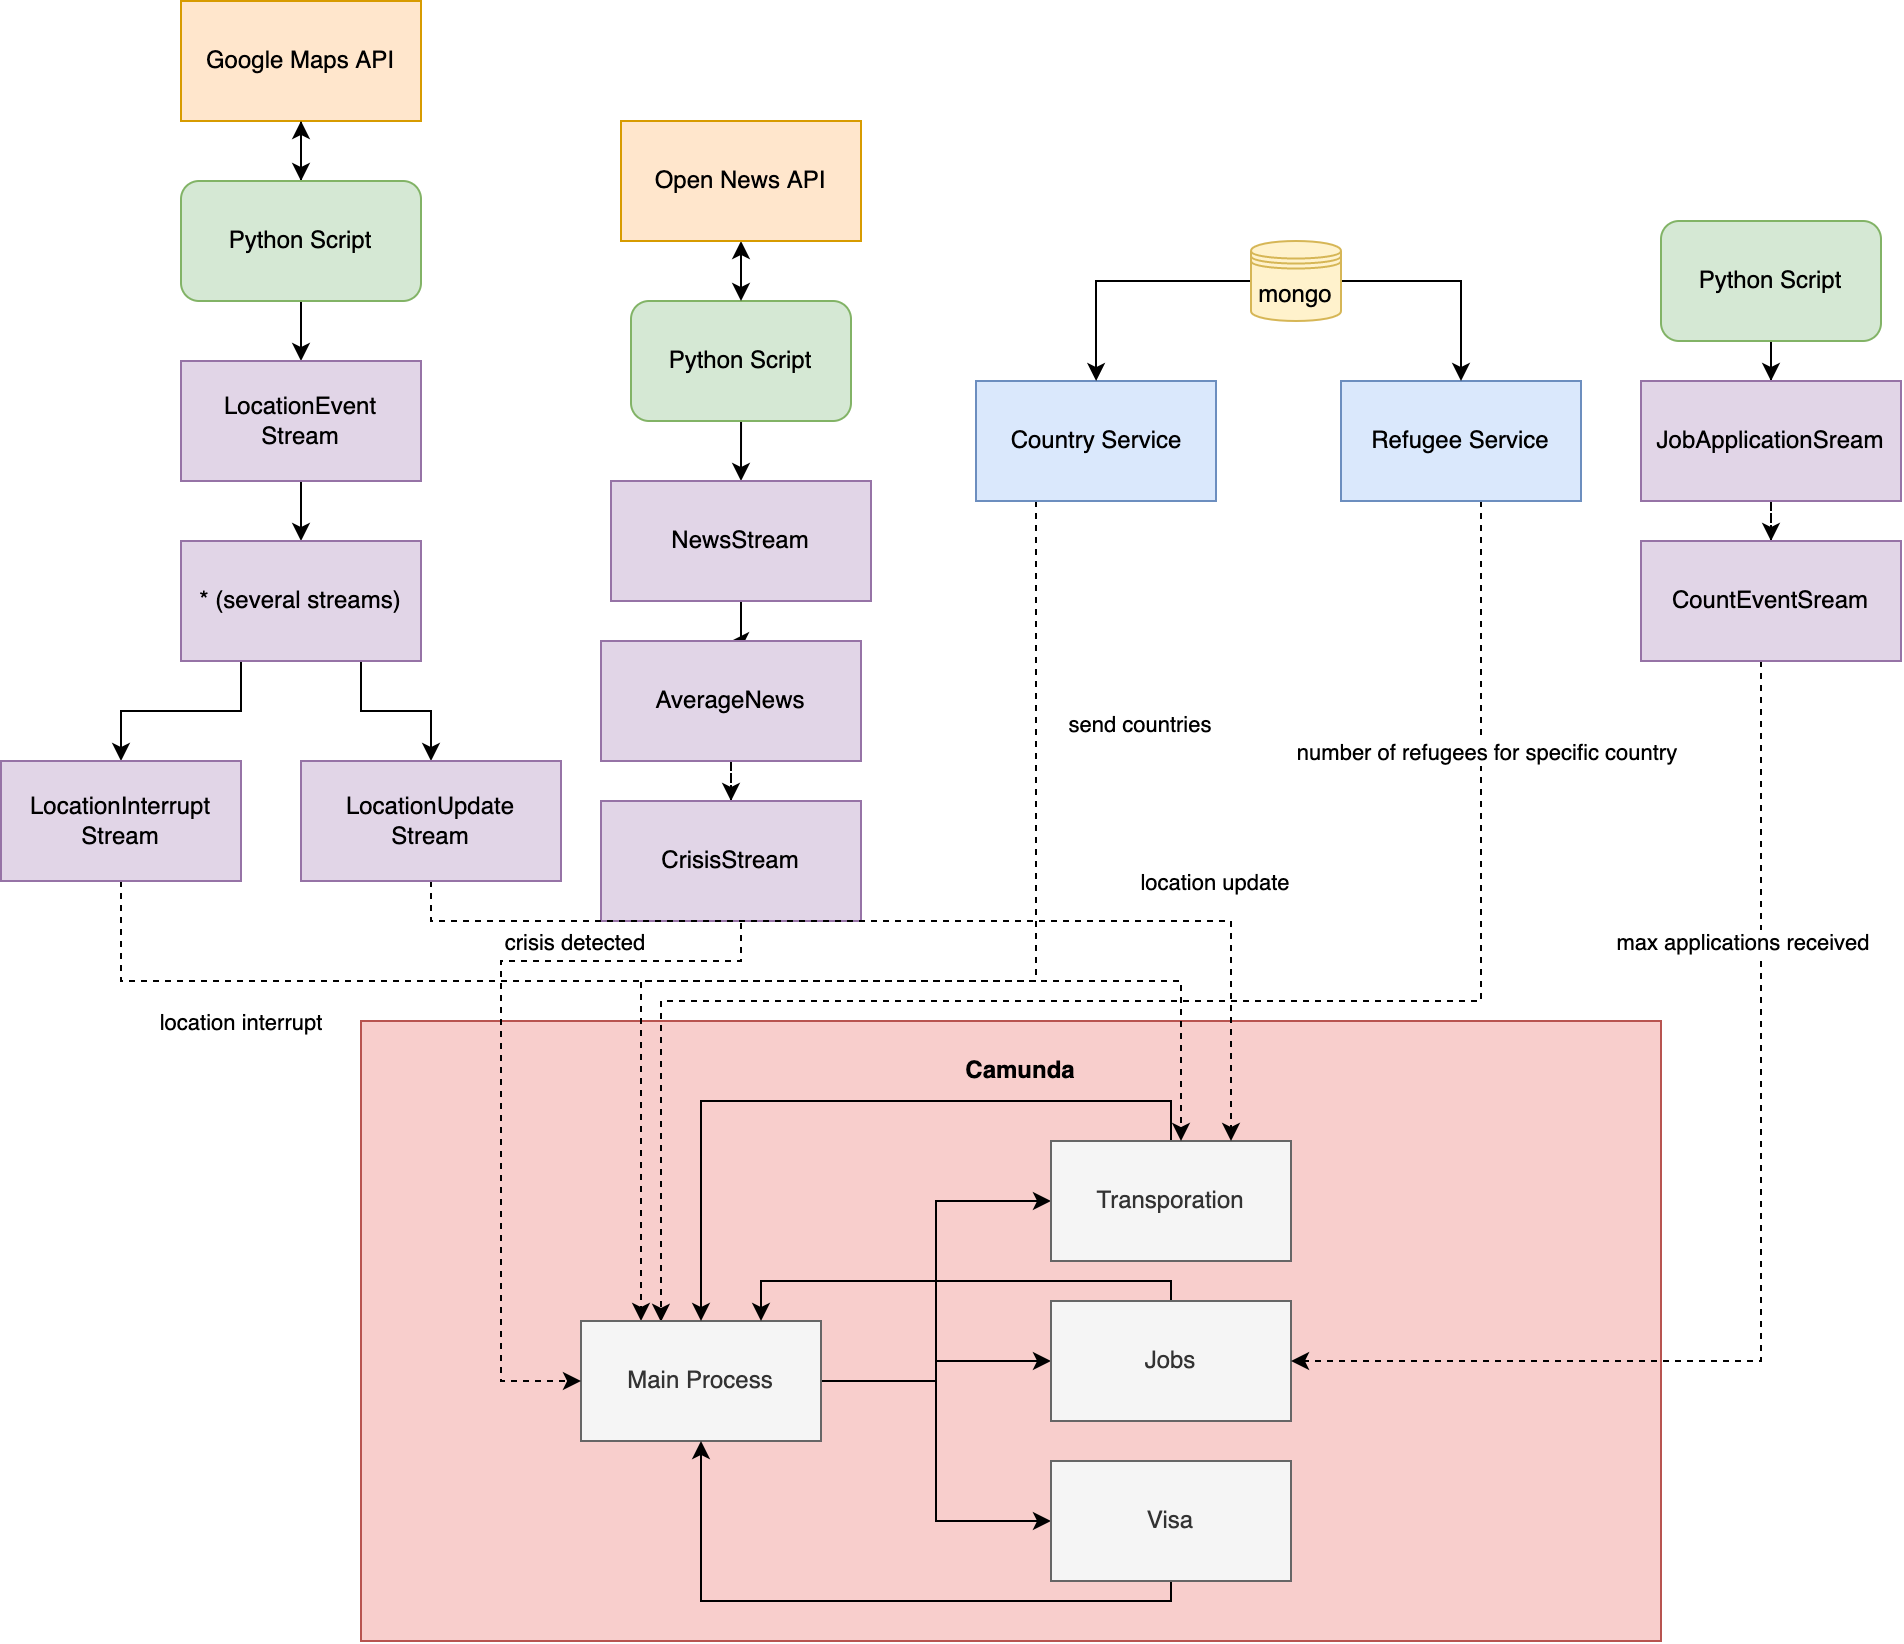 Google Maps API
Open News API
Python Script
mongo
Python Script
Python Script
LocationEvent
Stream
Country Service
Refugee Service
JobApplicationSream
NewsStream
* (several streams)
CountEventSream
AverageNews
send countries
number of refugees for specific country
LocationInterrupt
Stream
LocationUpdate
Stream
CrisisStream
location update
crisis detected
max applications received
location interrupt
Camunda
Transporation
Jobs
Main Process
Visa